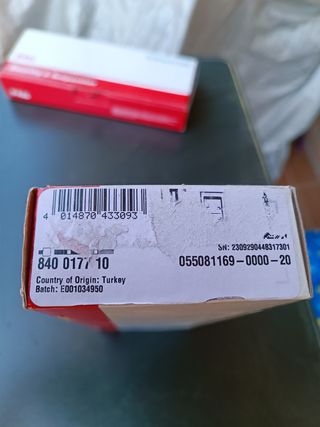 4 014870 433093
SN: 2309290448317301
840 0177 10
055081169-0000-20
Country of Origin: Turkey
Batch: E001034950